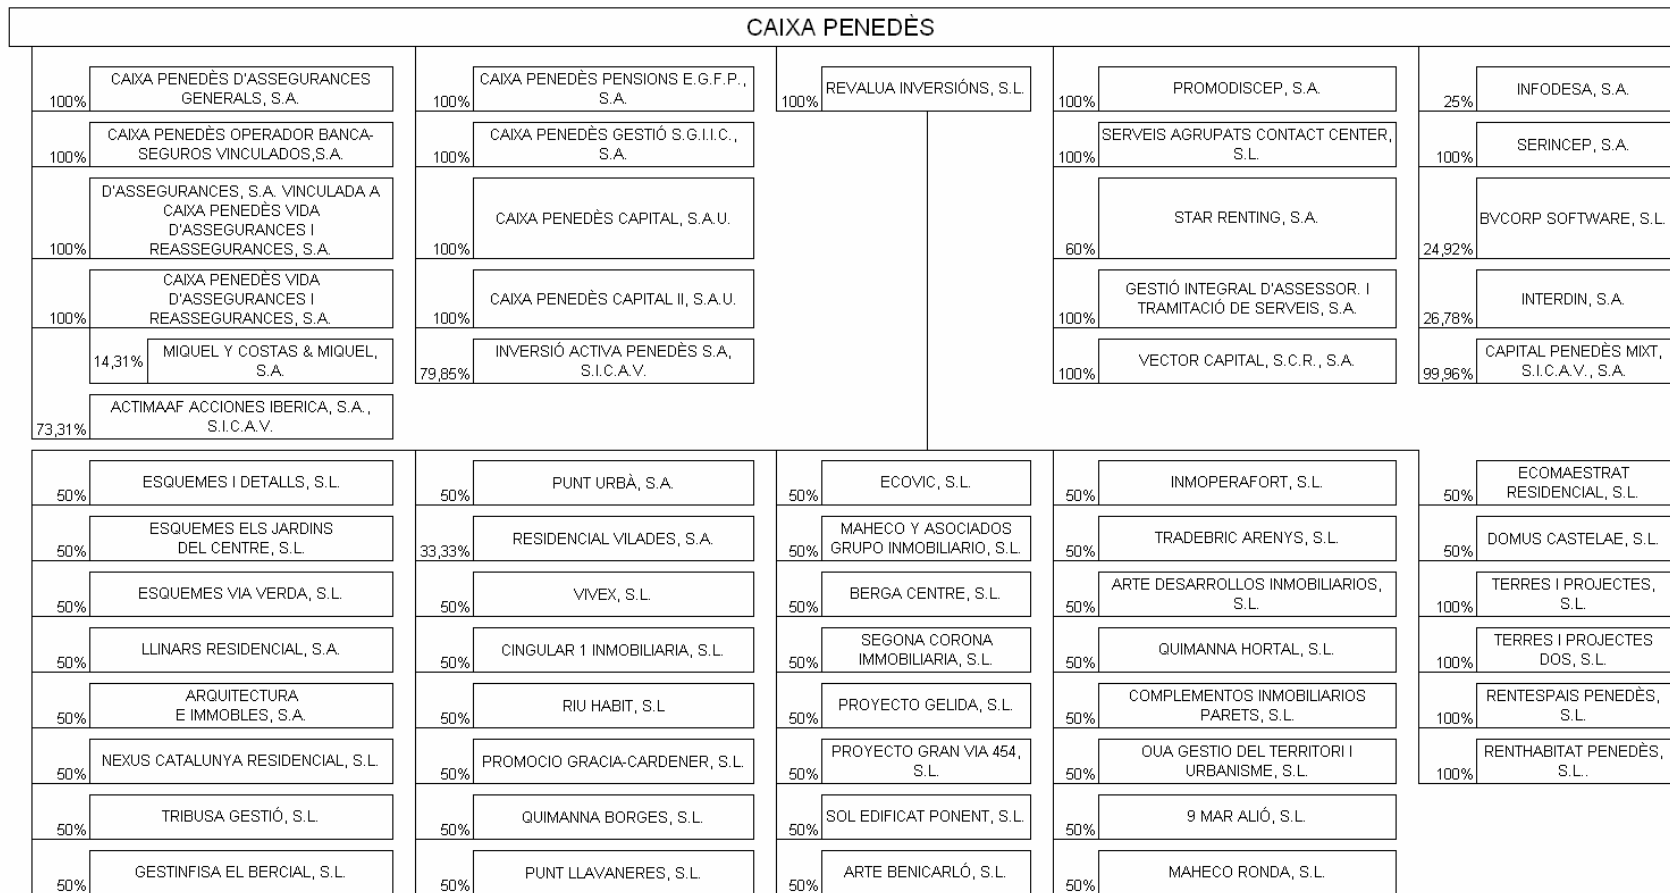 CAIXA PENEDÈS
100%
CAIXA PENEDÈS D'ASSEGURANCES
GENERALS, S.A.
100%
CAIXA PENEDÈS OPERADOR BANCA-
SEGUROS VINCULADOS,S.A.
100%
D'ASSEGURANCES, S.A. VINCULADA A
CAIXA PENEDÈS VIDA
D'ASSEGURANCES I
REASSEGURANCES, S.A.
100%
CAIXA PENEDÈS VIDA
D'ASSEGURANCES I
REASSEGURANCES, S.A.
100%
14,31%
MIQUEL Y COSTAS & MIQUEL,
S.A.
ACTIMAAF ACCIONES IBERICA, S.A.,
S.I.C.A.V.
73,31%
CAIXA PENEDÈS PENSIONS E.G.F.P.,
S.A.
100%
CAIXA PENEDÈS GESTIÓ S.G.I.I.C.,
S.A.
100%
CAIXA PENEDÈS CAPITAL, S.A.U.
100%
CAIXA PENEDÈS CAPITAL II, S.A.U.
100%
INVERSIÓ ACTIVA PENEDÈS S.A,
S.I.C.A.V.
79,85%
REVALUA INVERSIÓNS, S.L.
100%
PROMODISCEP, S.A.
100%
SERVEIS AGRUPATS CONTACT CENTER,
S.L.
100%
STAR RENTING, S.A.
60%
GESTIÓ INTEGRAL D'ASSESSOR. I
TRAMITACIÓ DE SERVEIS, S.A.
100%
VECTOR CAPITAL, S.C.R., S.A.
100%
INFODESA, S.A.
25%
SERINCEP, S.A.
100%
BVCORP SOFTWARE, S.L.
24,92%
INTERDIN, S.A.
26,78%
CAPITAL PENEDÈS MIXT,
S.I.C.A.V., S.A.
99,96%
ESQUEMES I DETALLS, S.L.
50%
ESQUEMES ELS JARDINS
DEL CENTRE, S.L.
50%
ESQUEMES VIA VERDA, S.L.
50%
LLINARS RESIDENCIAL, S.A.
50%
ARQUITECTURA
E IMMOBLES, S.A.
50%
NEXUS CATALUNYA RESIDENCIAL, S.L.
50%
TRIBUSA GESTIÓ, S.L.
50%
GESTINFISA EL BERCIAL, S.L.
50%
PUNT URBÀ, S.A.
50%
RESIDENCIAL VILADES, S.A.
33,33%
VIVEX, S.L.
50%
CINGULAR 1 INMOBILIARIA, S.L.
50%
RIU HABIT, S.L
50%
PROMOCIO GRACIA-CARDENER, S.L.
50%
QUIMANNA BORGES, S.L.
50%
PUNT LLAVANERES, S.L.
50%
ECOVIC, S.L.
50%
MAHECO Y ASOCIADOS
GRUPO INMOBILIARIO, S.L.
50%
BERGA CENTRE, S.L.
50%
SEGONA CORONA
IMMOBILIARIA, S.L.
50%
PROYECTO GELIDA, S.L.
50%
PROYECTO GRAN VIA 454,
S.L.
50%
SOL EDIFICAT PONENT, S.L.
50%
ARTE BENICARLÓ, S.L.
50%
INMOPERAFORT, S.L.
50%
TRADEBRIC ARENYS, S.L.
50%
ARTE DESARROLLOS INMOBILIARIOS,
S.L.
50%
QUIMANNA HORTAL, S.L.
50%
COMPLEMENTOS INMOBILIARIOS
PARETS, S.L.
50%
OUA GESTIO DEL TERRITORI I
URBANISME, S.L.
50%
9 MAR ALIÓ, S.L.
50%
MAHECO RONDA, S.L.
50%
ECOMAESTRAT
RESIDENCIAL, S.L.
50%
DOMUS CASTELAE, S.L.
50%
TERRES I PROJECTES,
S.L.
100%
TERRES I PROJECTES
DOS, S.L.
100%
RENTESPAIS PENEDÈS,
S.L.
100%
RENTHABITAT PENEDÈS,
S.L..
100%